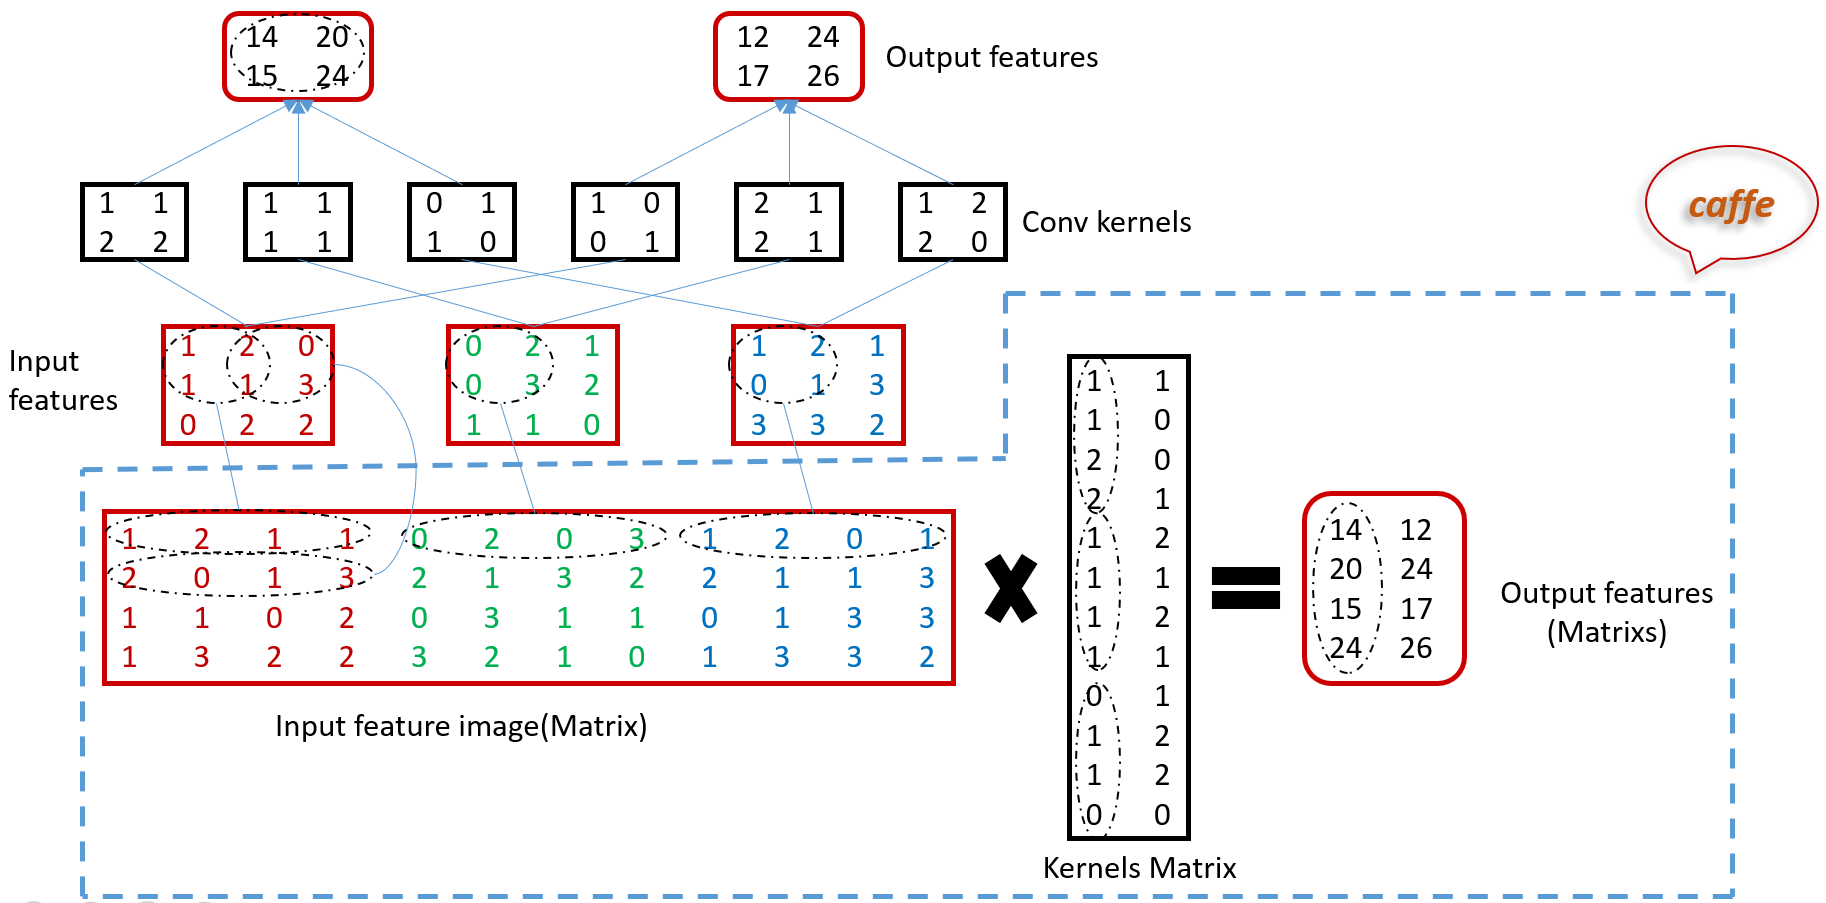 14 20 12 24
15 24 17 26
Output features
1 1 1 1 0 1 1 0 2 1 1 2
2 2 1 1 1 0 0 1 2 1 2 0
Conv kernels
caffe
Input
features
1 2 0 0 2 1 1 2 1
1 1 3 0 3 2 0 1 3
0 2 2 1 1 0 3 3 2
1 2 1 1 0 2 0 3 1 2 0 1
2 0 1 3 2 1 3 2 2 1 1 3
1 1 0 2 0 3 1 1 0 1 3 3
1 3 2 2 3 2 1 0 1 3 3 2
Input feature image(Matrix)
1 1
1 0
2 0
2 1
1 2
1 1
1 2
1 1
0 1
1 2
1 2
0 0
Kernels Matrix
14 12
20 24
15 17
24 26
Output features
(Matrixs)